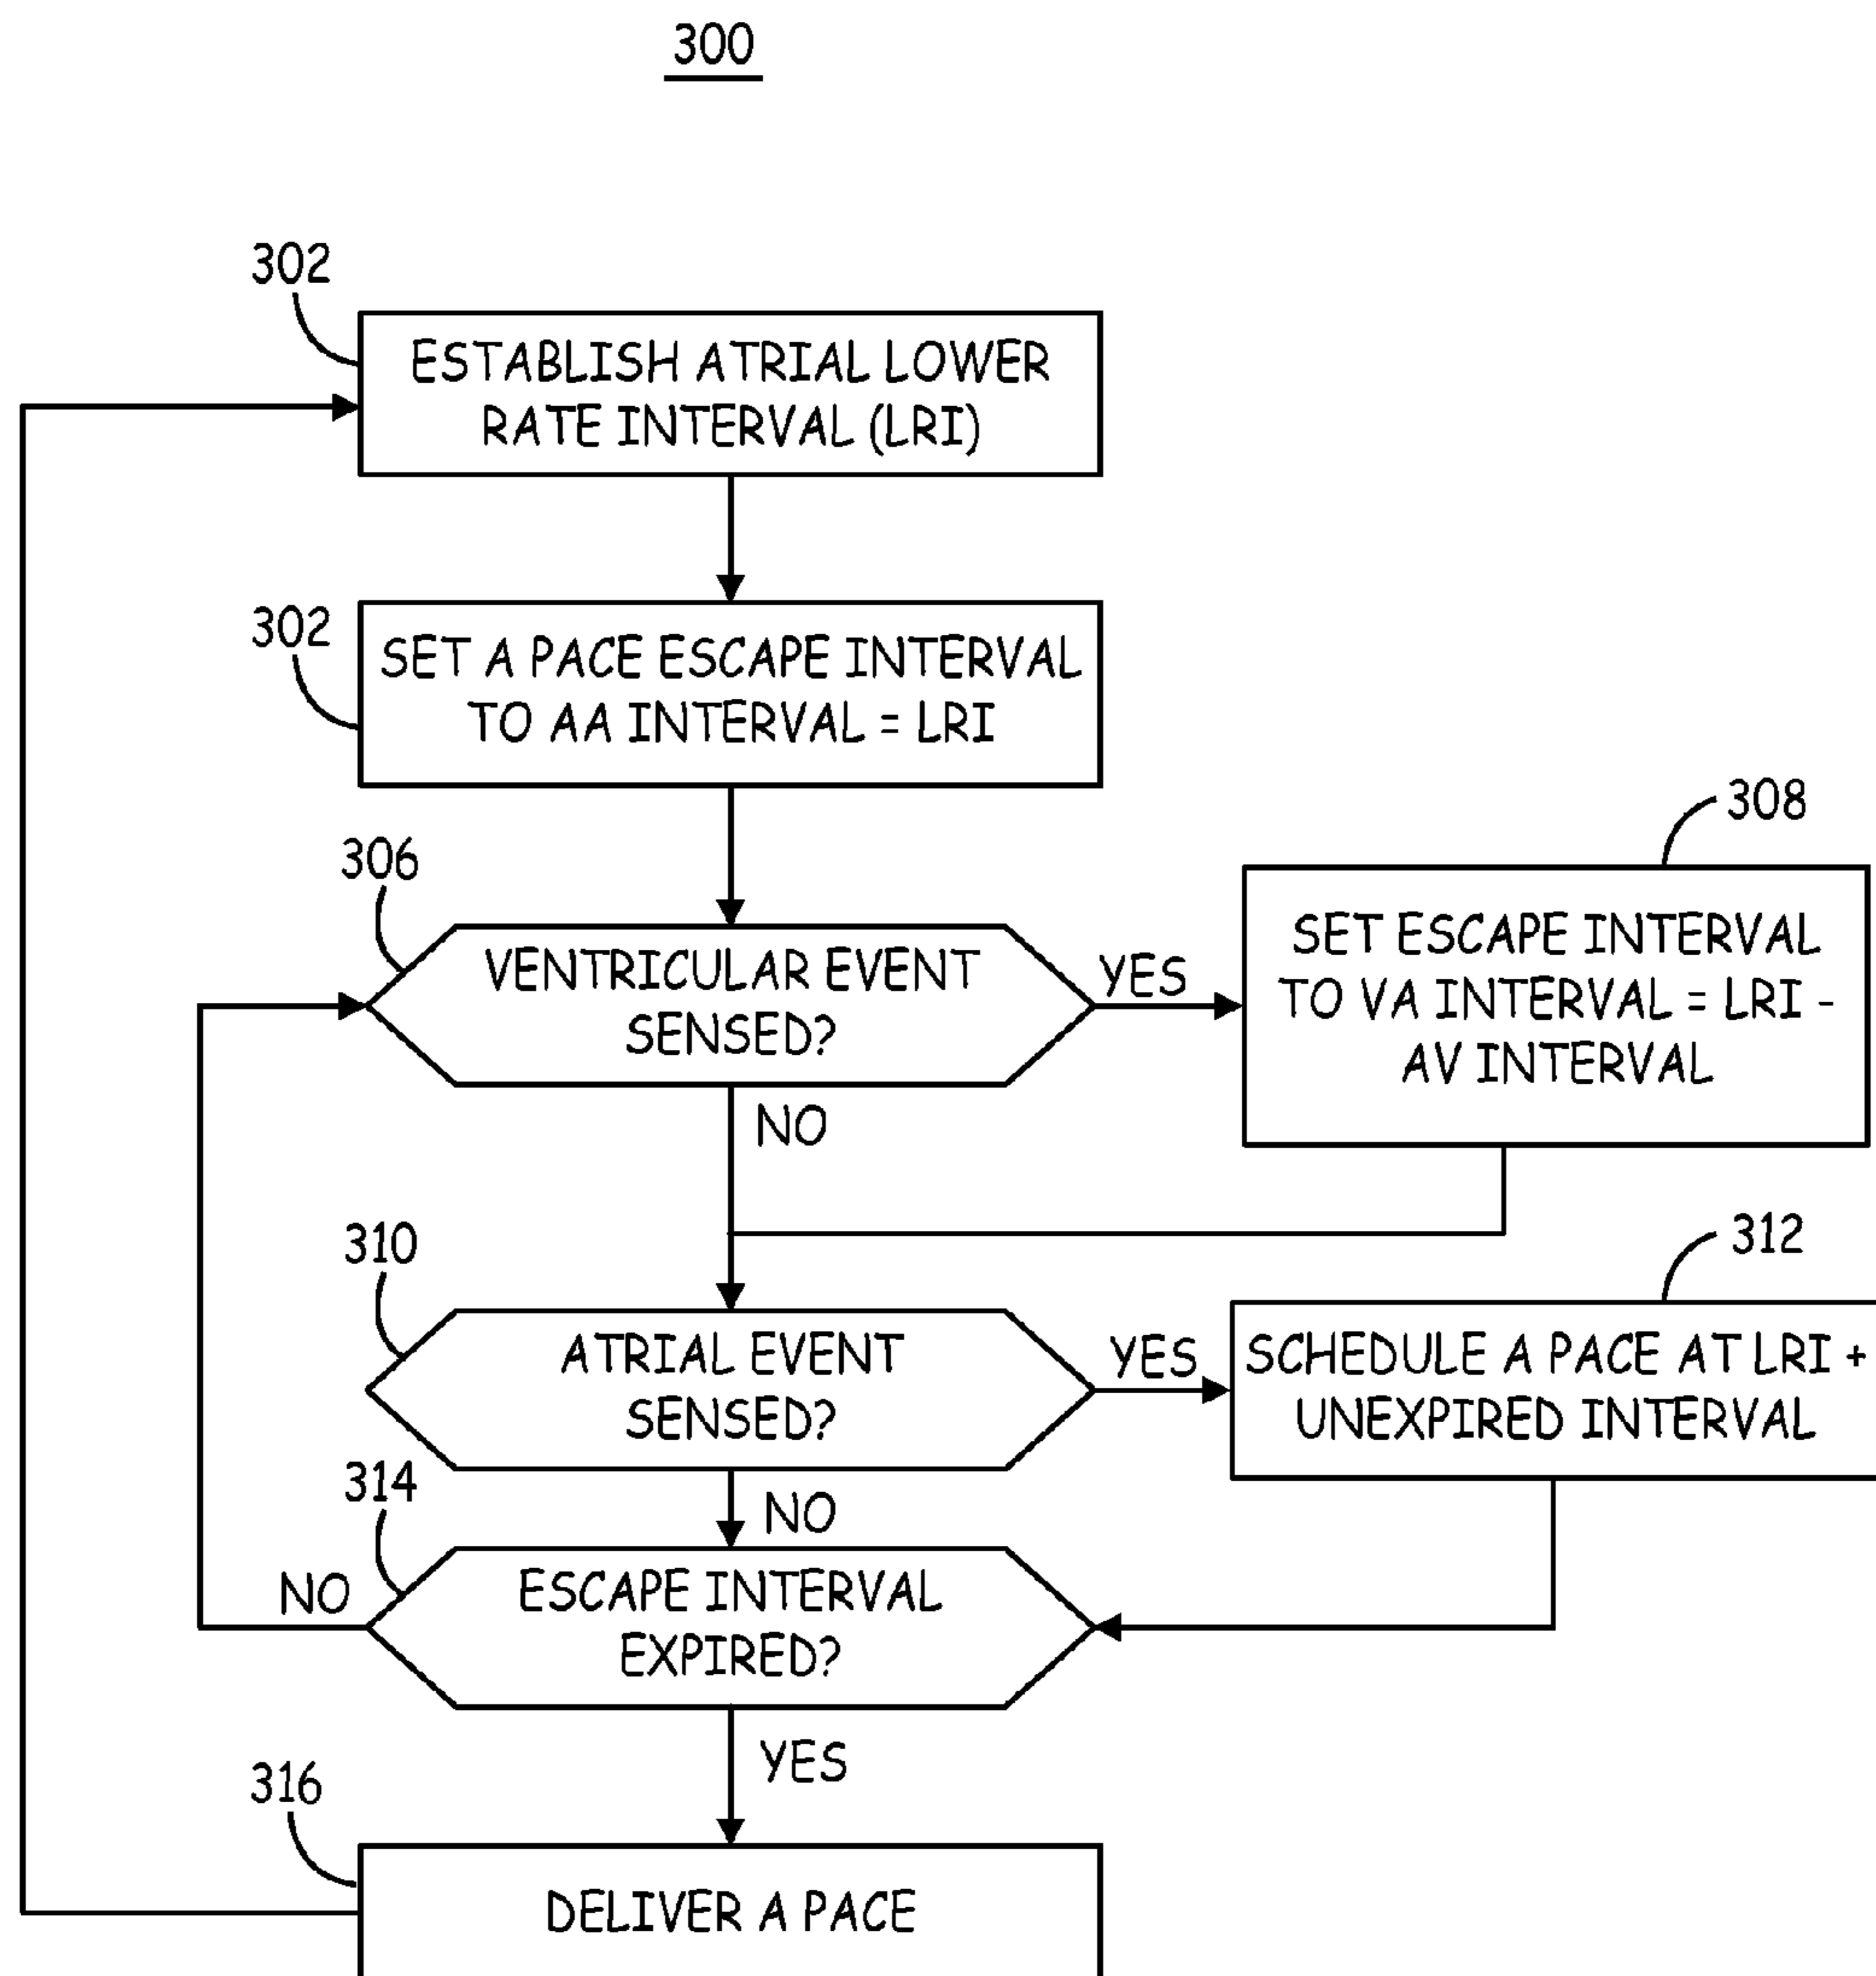 300
302
ESTABLISH ATRIAL LOWER
RATE INTERVAL (LRI)
302
SET A PACE ESCAPE INTERVAL
TO AA INTERVAL = LRI
306
VENTRICULAR EVENT
SENSED?
YES
NO
308
SET ESCAPE INTERVAL
TO VA INTERVAL = LRI -
AV INTERVAL
310
ATRIAL EVENT
SENSED?
YES
NO
312
SCHEDULE A PACE AT LRI +
UNEXPIRED INTERVAL
314
ESCAPE INTERVAL
EXPIRED?
NO
YES
316
DELIVER A PACE